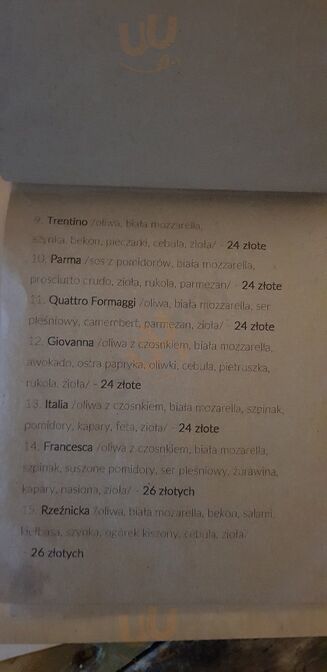 9. Trentino /oliwa, biała mozzarella,
szynka, bekon, pieczarki, cebula, zioła/ - 24 złote
10. Parma /sos z pomidorów, biała mozzarella,
prosciutto crudo, zioła, rukola, parmezan/ - 24 złote
11. Quattro Formaggi /oliwa, biała mozzarella, ser
pleśniowy, camembert, parmezan, zioła/ - 24 złote
12. Giovanna /oliwa z czosnkiem, biała mozzarella,
awokado, ostra papryka, oliwki, cebula, pietruszka,
rukola, zioła/ - 24 złote
13. Italia /oliwa z czosnkiem, biała mozarella, szpinak,
pomidory, kapary, feta, zioła/ - 24 złote
14. Francesca /oliwa z czosnkiem, biała mozarella,
szpinak, suszone pomidory, ser pleśniowy, żurawina,
kapary, nasiona, zioła/ - 26 złotych
15. Rzeźnicka /oliwa, biała mozarella, bekon, salami,
kiełbasa, szynka, ogórek kiszony, cebula, zioła/
26 złotych